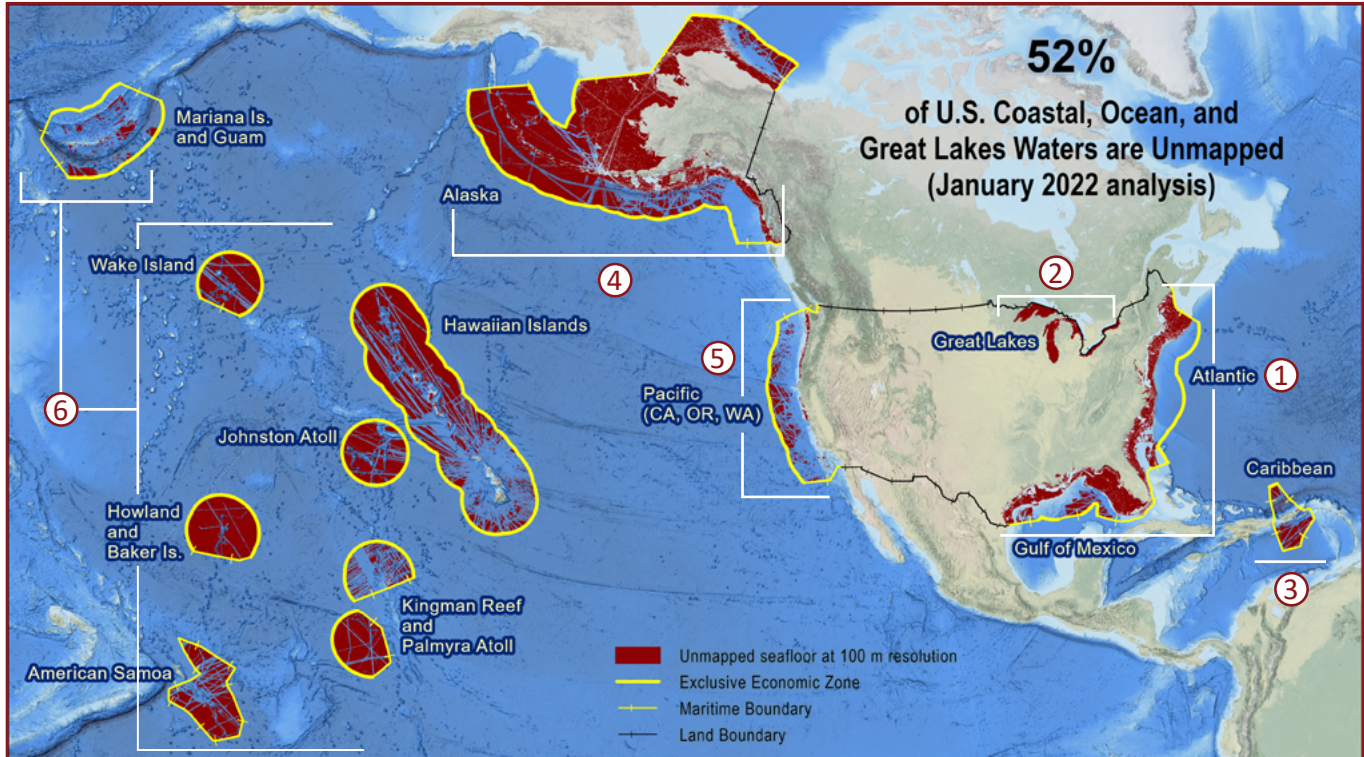 52%
of U.S. Coastal, Ocean, and
Great Lakes Waters are Unmapped
(January 2022 analysis)
Mariana Is.
and Guam
Alaska
Wake Island
4
2
Hawaiian Islands
Great Lakes
5
Atlantic
1
Pacific
(CA, OR, WA)
6
Johnston Atoll
Caribbean
Howland
and
Baker Is.
Gulf of Mexico
3
Kingman Reef
and
Palmyra Atoll
American Samoa
Unmapped seafloor at 100 m resolution
Exclusive Economic Zone
Maritime Boundary
Land Boundary